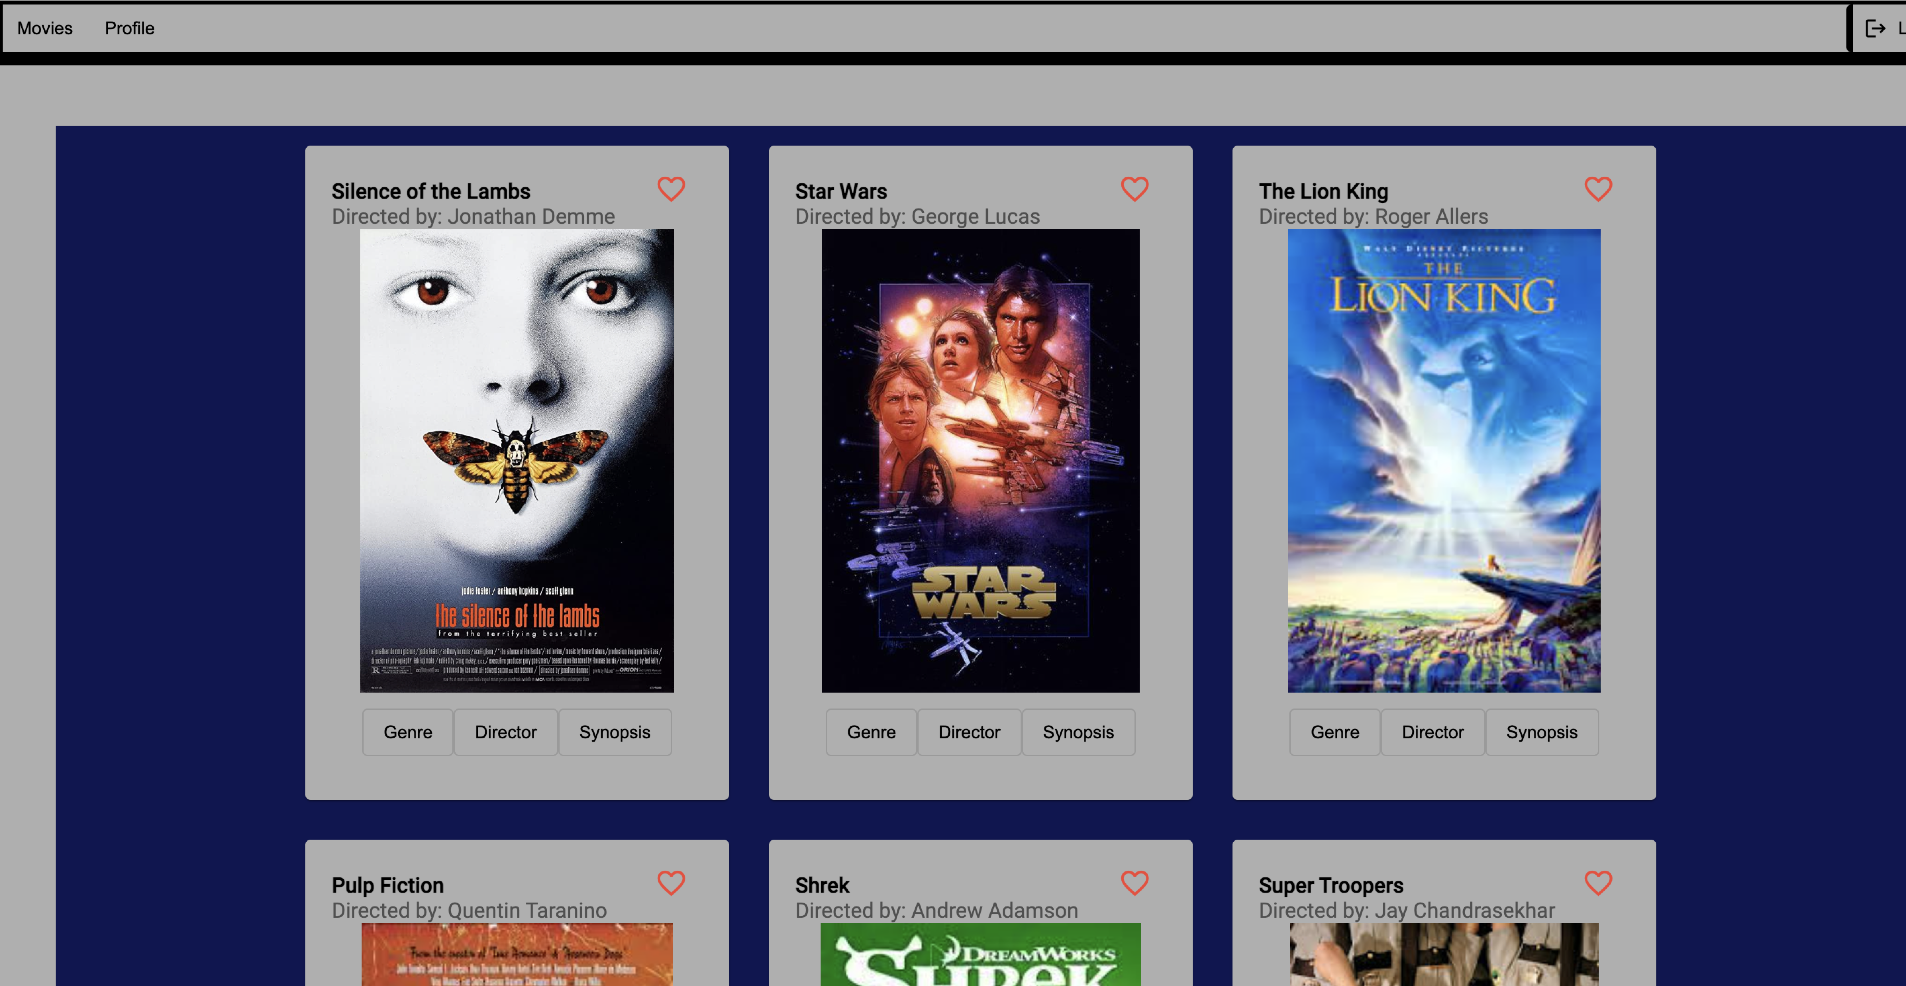 Movies Profile
Silence of the Lambs
Directed by: Jonathan Demme
jodie foster / anthony hopkins / scott glenn
the silence of the lambs
from the terrifying best seller
Genre Director Synopsis
Star Wars
Directed by: George Lucas
STAR
WARS
Genre Director Synopsis
The Lion King
Directed by: Roger Allers
WALT DISNEY PICTURES
THE
LION KING
Genre Director Synopsis
Pulp Fiction
Directed by: Quentin Taranino
Shrek
Directed by: Andrew Adamson
DREAMWORKS
SHREK
Super Troopers
Directed by: Jay Chandrasekhar